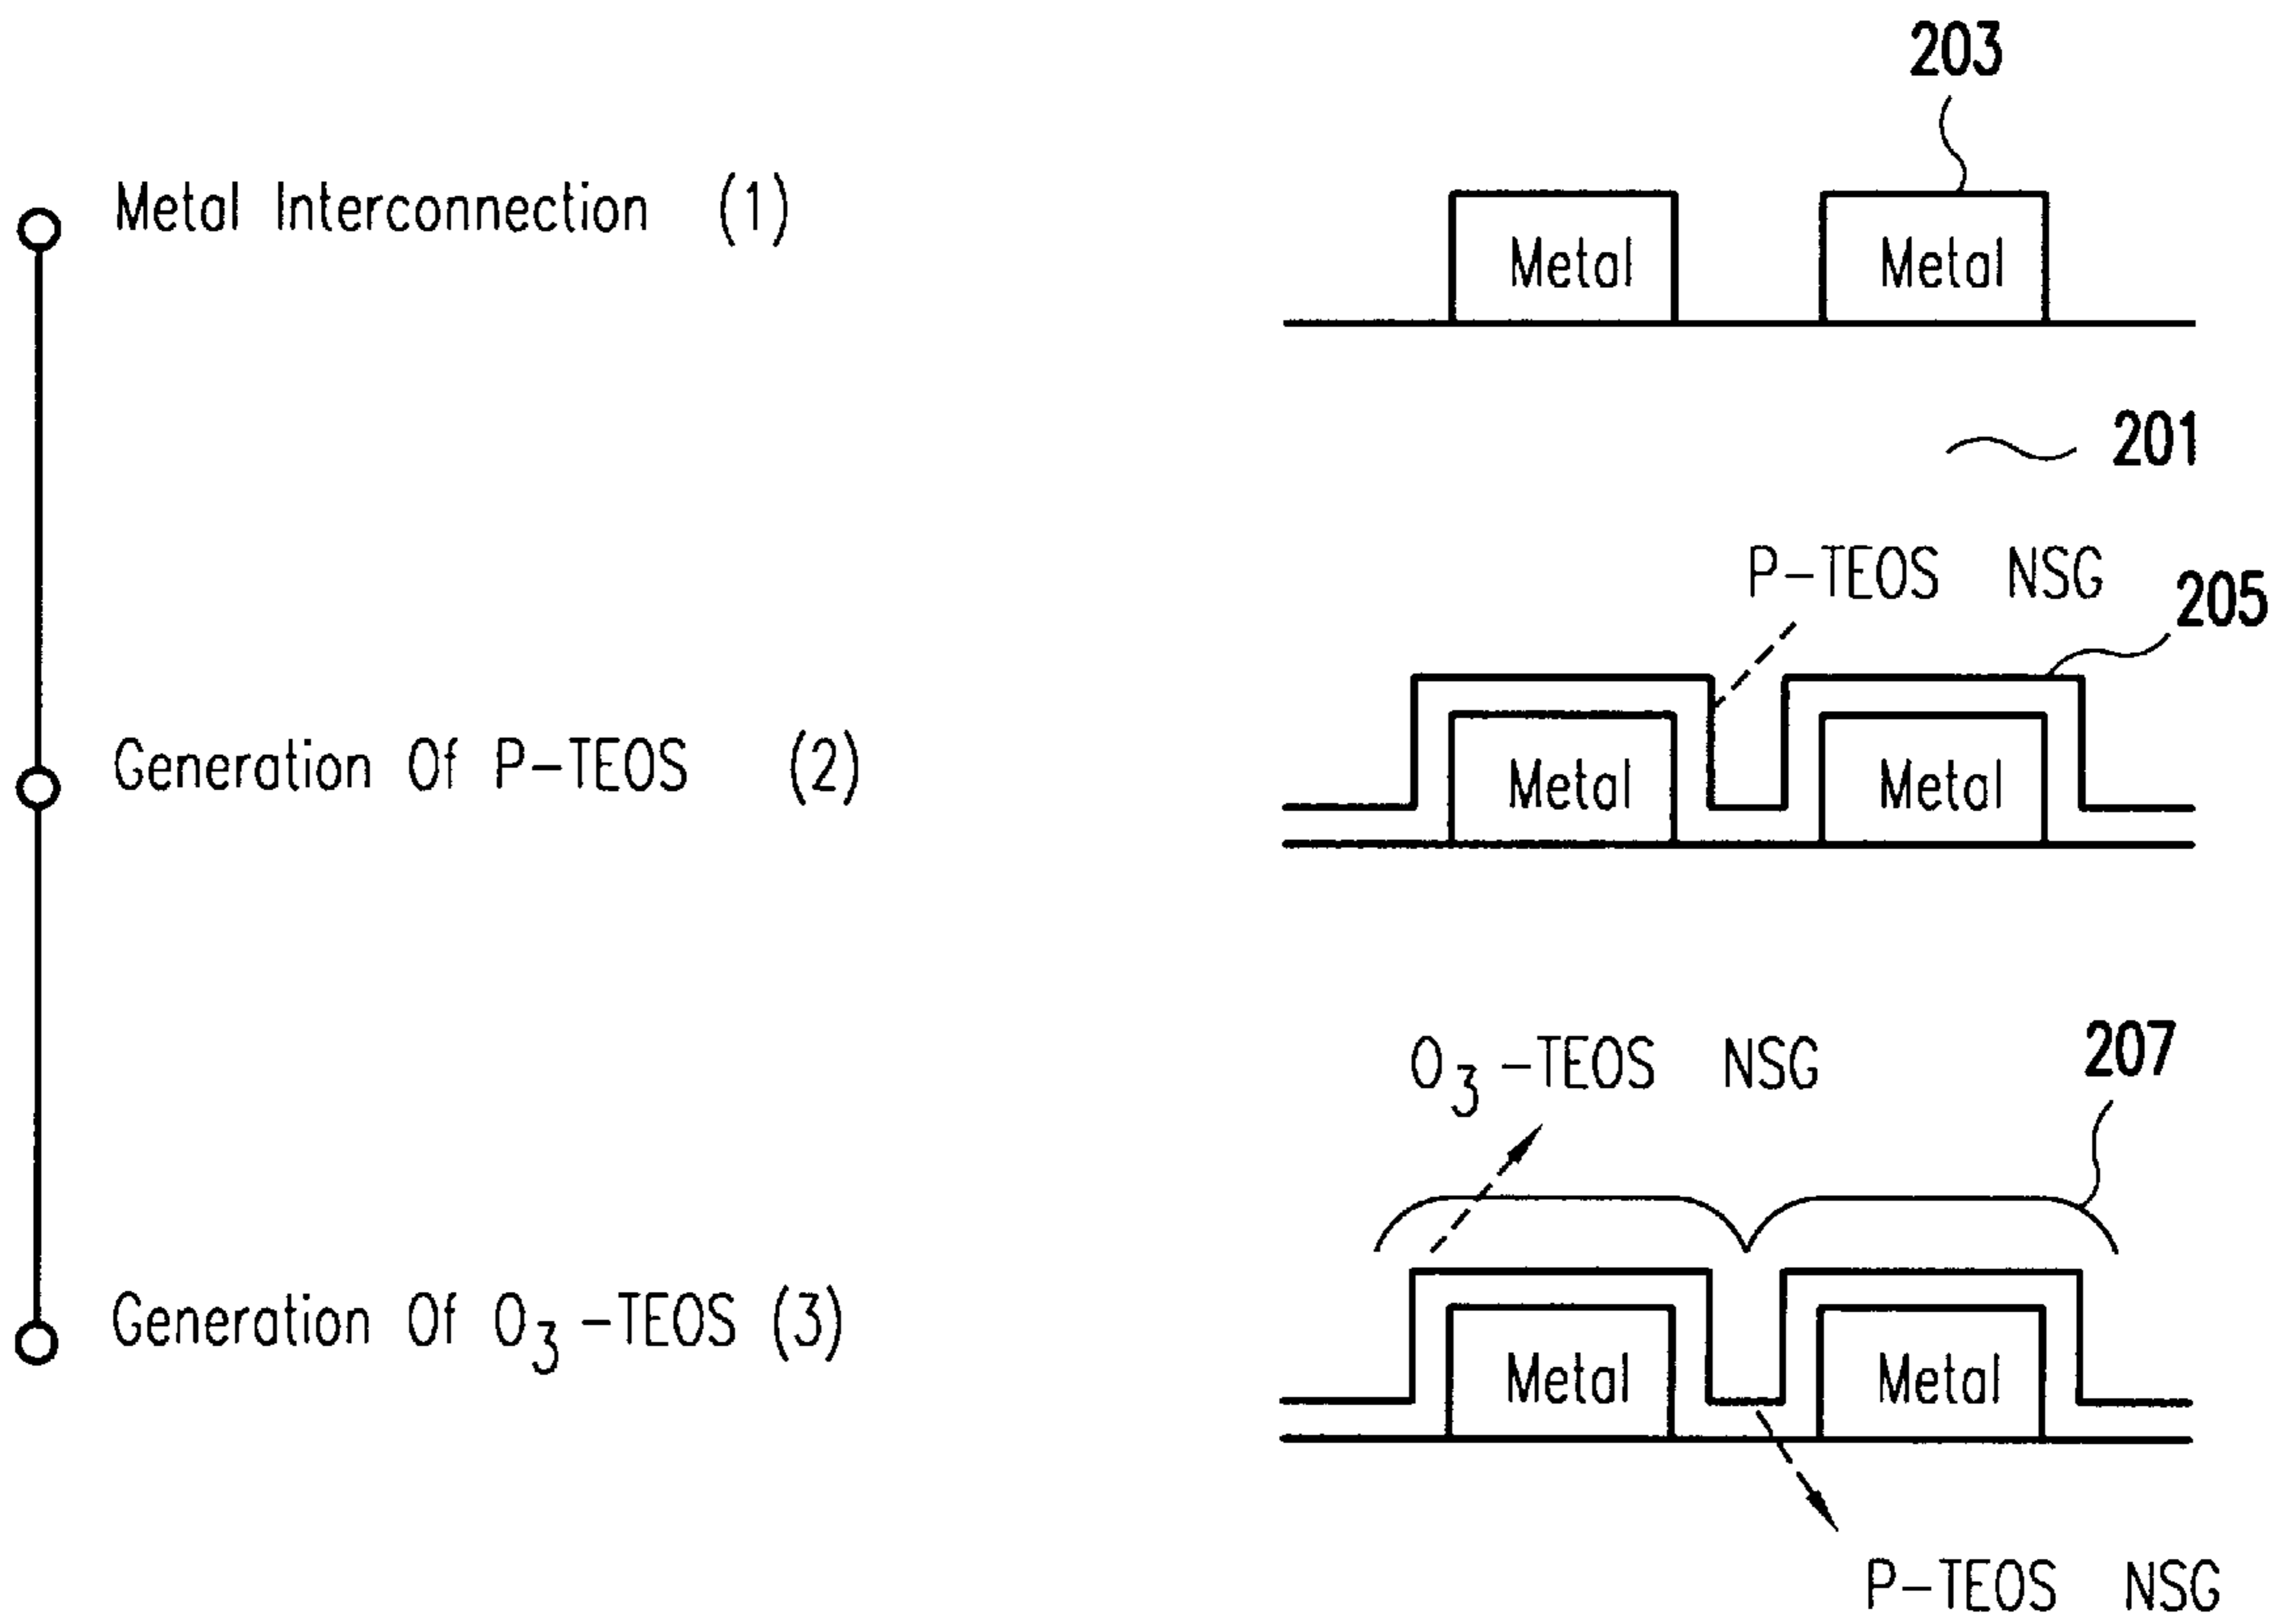 203
Metal Interconnection (1)
Metal Metal
201
P-TEOS NSG
205
Generation Of P-TEOS (2)
Metal Metal
O3-TEOS NSG
207
Generation Of O3-TEOS (3)
Metal Metal
P-TEOS NSG